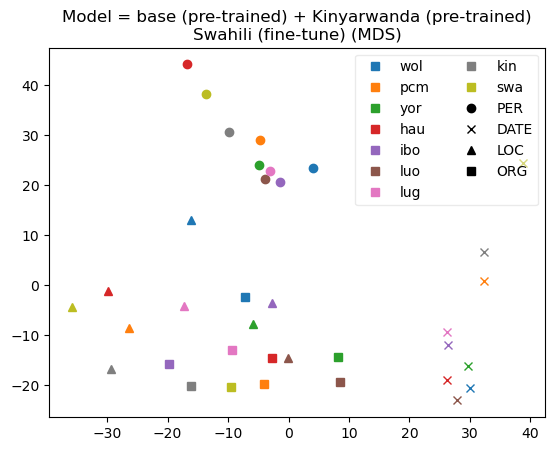 Model = base (pre-trained) + Kinyarwanda (pre-trained)
Swahili (fine-tune) (MDS)
wol kin
pcm swa
yor PER
hau DATE
ibo LOC
luo ORG
lug
40
30
20
10
0
−10
−20
−30 −20 −10 0 10 20 30 40